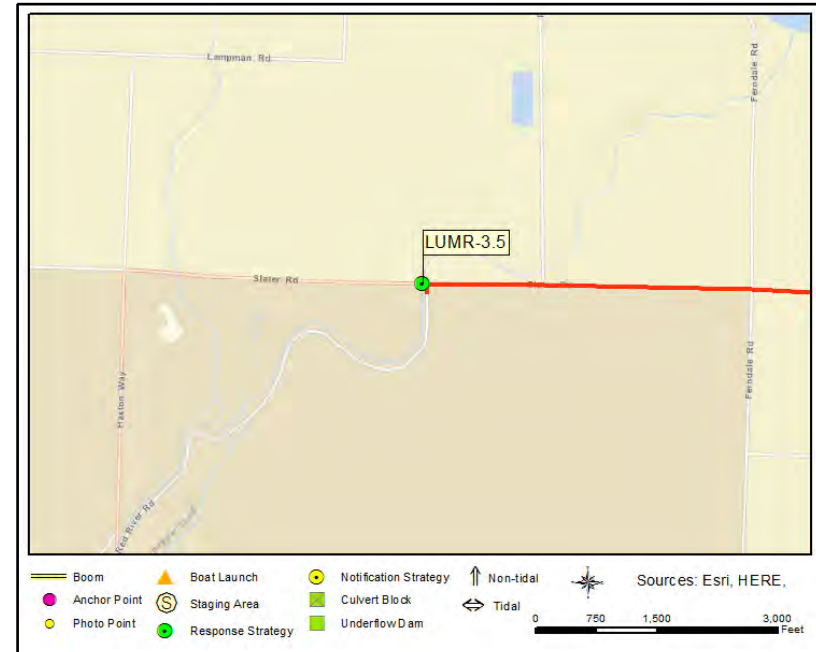 Lampman Rd
Ferndale Rd
LUMR-3.5
Slater Rd
Haxton Way
Ferndale Rd
Red River Rd
Boom
Boat Launch
Notification Strategy
Non-tidal
Sources: Esri, HERE,
Anchor Point
Staging Area
S
Culvert Block
Tidal
Photo Point
Response Strategy
Underflow Dam
0 750 1,500 3,000
Feet